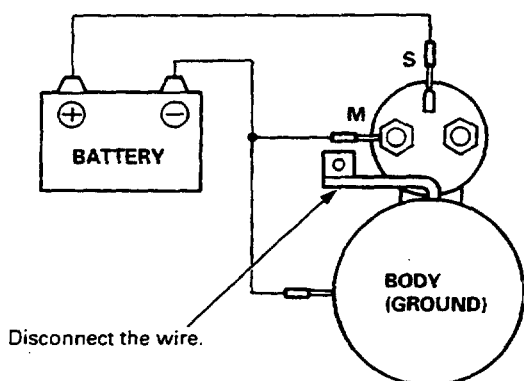 S
M
+
−
BATTERY
BODY
(GROUND)
Disconnect the wire.